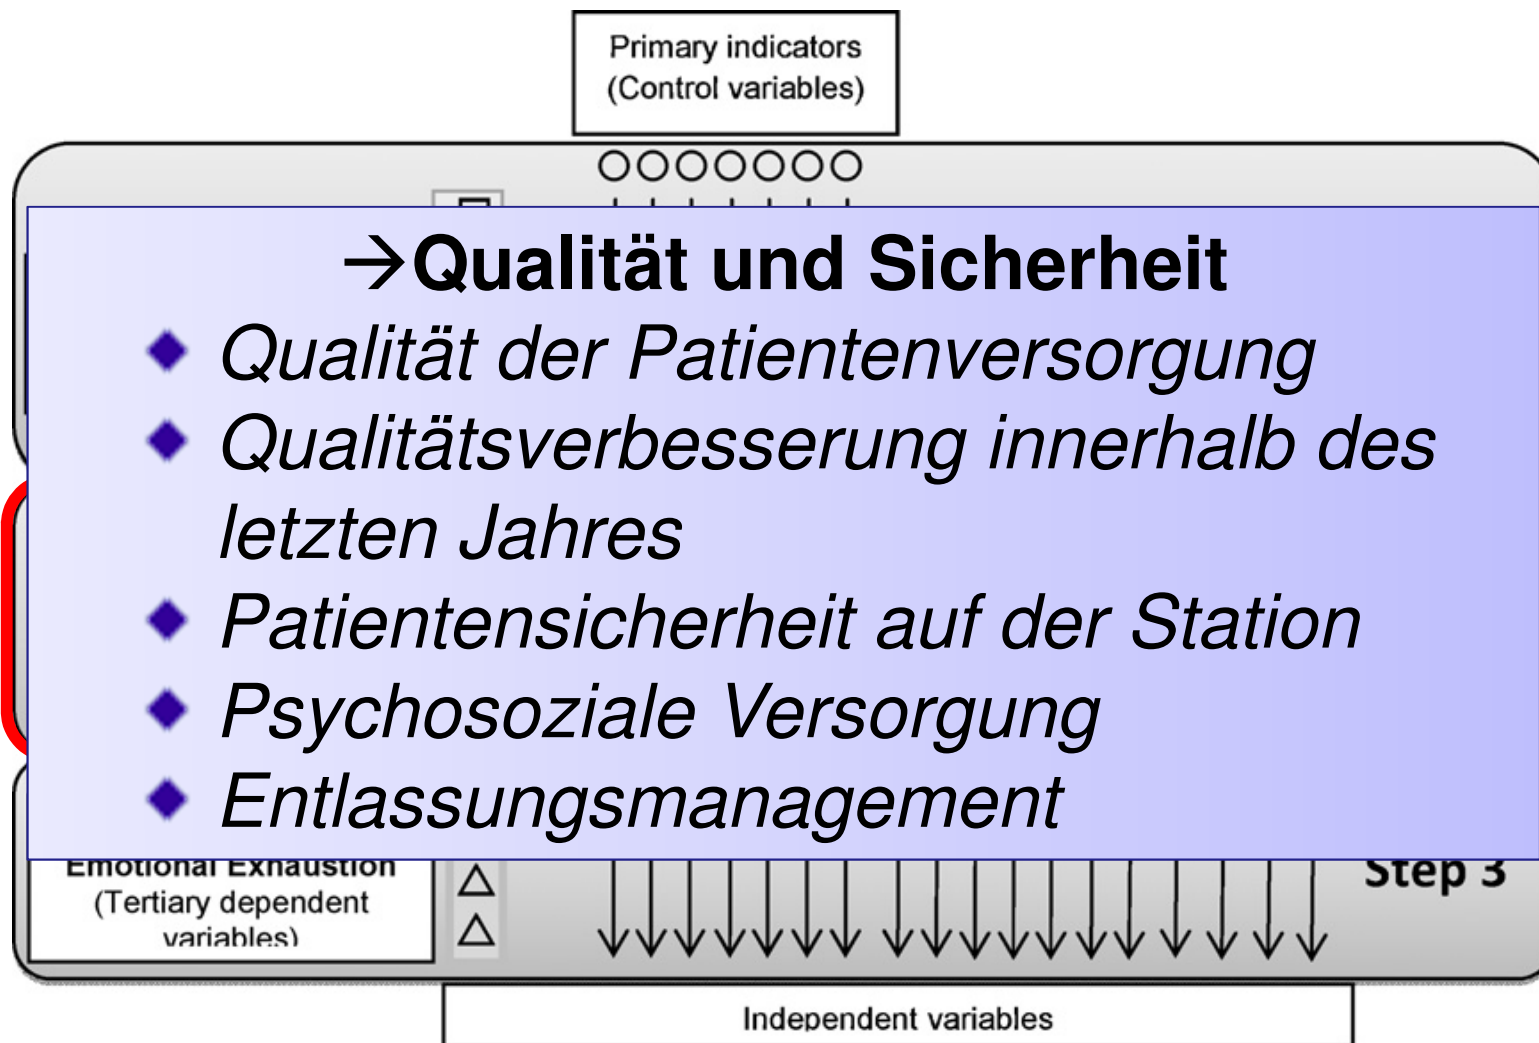 Primary indicators
(Control variables)
→Qualität und Sicherheit
Qualität der Patientenversorgung
Qualitätsverbesserung innerhalb des
letzten Jahres
Patientensicherheit auf der Station
Psychosoziale Versorgung
Entlassungsmanagement
Emotional Exhaustion
(Tertiary dependent
variables)
Step 3
Independent variables